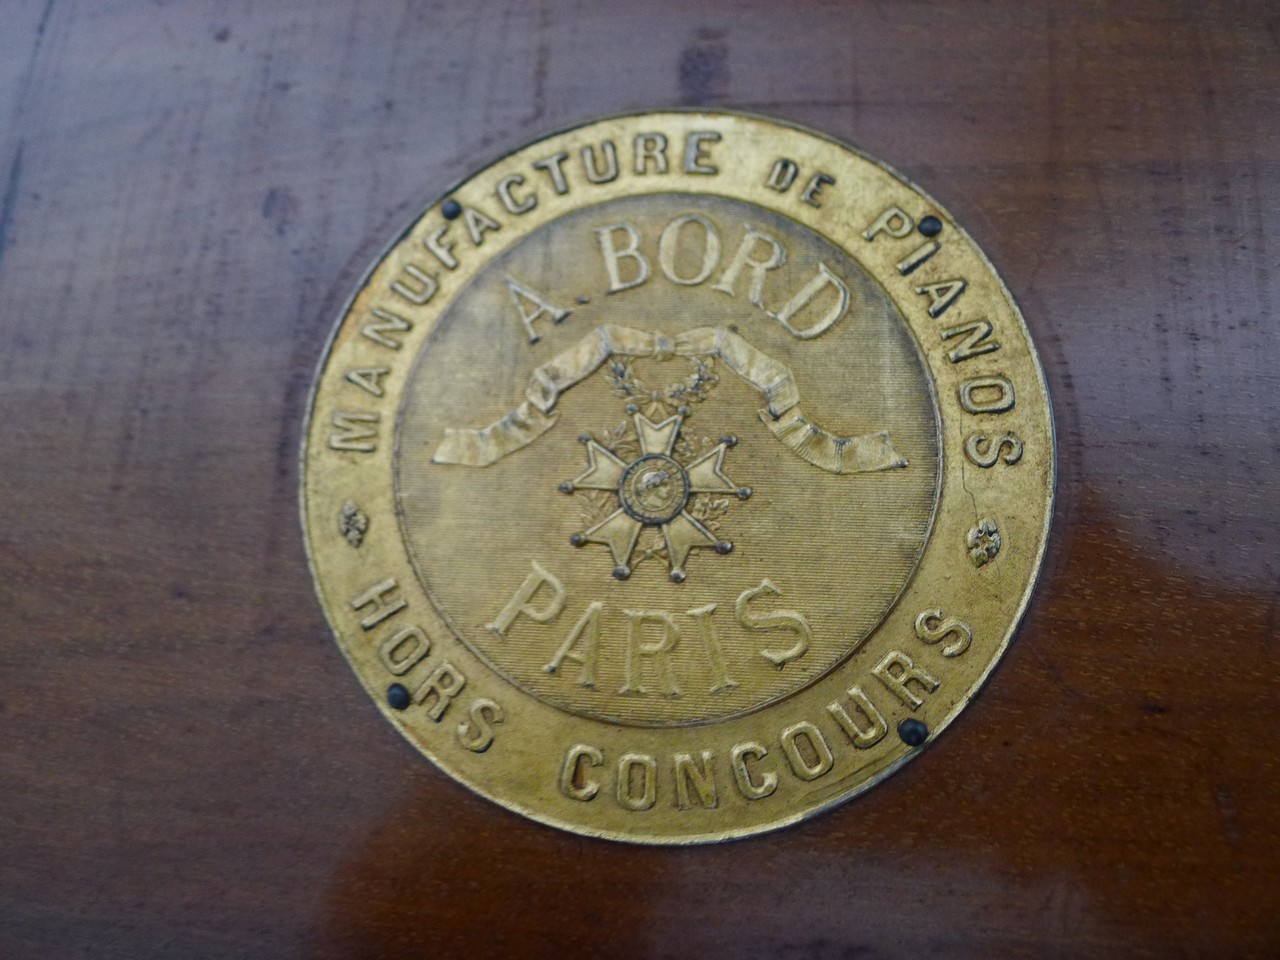 MANUFACTURE DE PIANOS
A. BORD
PARIS
HORS CONCOURS